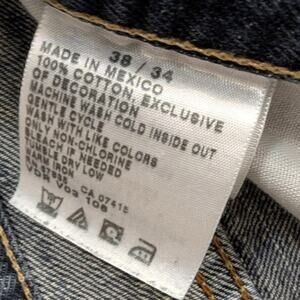 38 / 34
MADE IN MEXICO
100% COTTON, EXCLUSIVE
OF DECORATION
MACHINE WASH COLD INSIDE OUT
GENTLE CYCLE
WASH WITH LIKE COLORS
ONLY NON-CHLORINE
BLEACH IF NEEDED
TUMBLE DRY LOW
WARM IRON
CA 07415